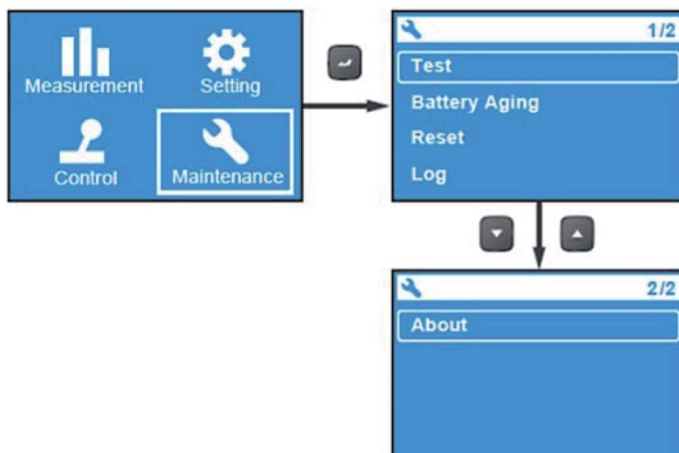 Measurement
Setting
Control
Maintenance
1/2
Test
Battery Aging
Reset
Log
2/2
About